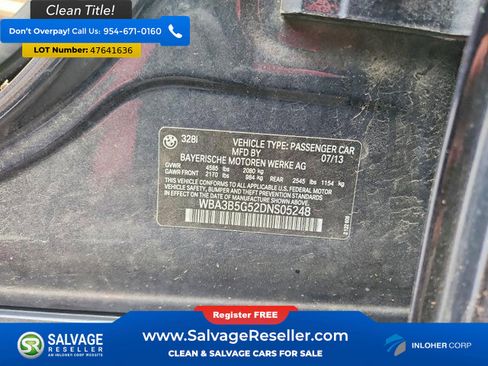 Clean Title!
Don't Overpay! Call Us: 954-671-0160
LOT Number: 47641636
328i
VEHICLE TYPE: PASSENGER CAR
MFD BY 07/13
BAYERISCHE MOTOREN WERKE AG
GVWR 4585 lbs 2080 kg
GAWR FRONT 2170 lbs 984 kg REAR 2545 lbs 1154 kg
THIS VEHICLE CONFORMS TO ALL APPLICABLE U.S. FEDERAL MOTOR
VEHICLE SAFETY, BUMPER AND THEFT PREVENTION STANDARDS IN
EFFECT ON THE DATE OF MANUFACTURE SHOWN ABOVE.
WBA3B5G52DNS05248
Register FREE
SALVAGE
RESELLER
AN INLOHER CORP WEBSITE
www.SalvageReseller.com
CLEAN & SALVAGE CARS FOR SALE
INLOHER CORP